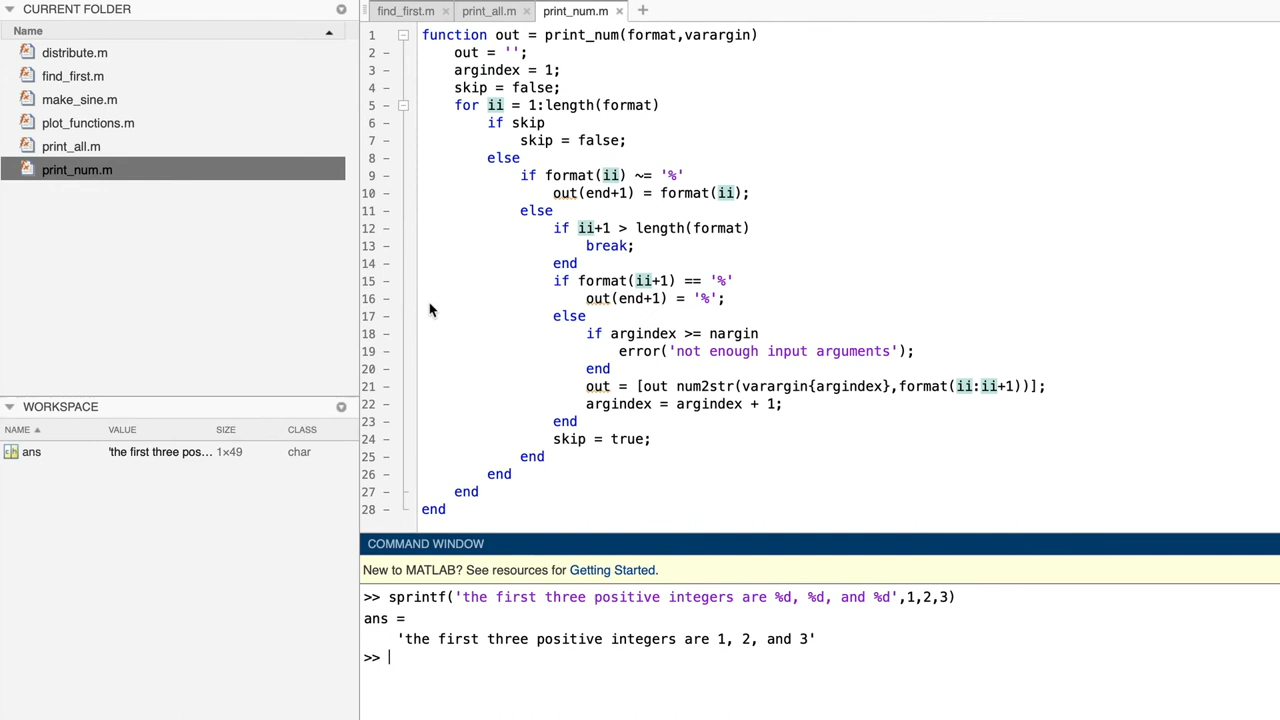 CURRENT FOLDER
Name
distribute.m
find_first.m
make_sine.m
plot_functions.m
print_all.m
print_num.m
WORKSPACE
NAME VALUE SIZE CLASS
ans 'the first three pos... 1×49 char
find_first.m × print_all.m × print_num.m × +
1 function out = print_num(format,varargin)
2 – out = '';
3 – argindex = 1;
4 – skip = false;
5 – for ii = 1:length(format)
6 – if skip
7 – skip = false;
8 – else
9 – if format(ii) ~= '%'
10 – out(end+1) = format(ii);
11 – else
12 – if ii+1 > length(format)
13 – break;
14 – end
15 – if format(ii+1) == '%'
16 – out(end+1) = '%';
17 – else
18 – if argindex >= nargin
19 – error('not enough input arguments');
20 – end
21 – out = [out num2str(varargin{argindex},format(ii:ii+1))];
22 – argindex = argindex + 1;
23 – end
24 – skip = true;
25 – end
26 – end
27 – end
28 – end
COMMAND WINDOW
New to MATLAB? See resources for Getting Started.
>> sprintf('the first three positive integers are %d, %d, and %d',1,2,3)
ans =
'the first three positive integers are 1, 2, and 3'
>>